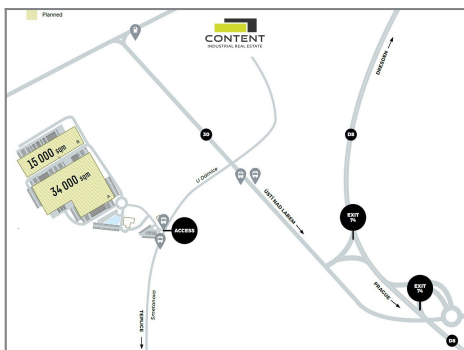 Planned
CONTENT
INDUSTRIAL REAL ESTATE
DRESDEN
30
D8
15 000 sqm
B
34 000 sqm
A
U Dálnice
ÚSTÍ NAD LABEM
EXIT
74
ACCESS
Srbická
PRAGUE
EXIT
74
TEPLICE
D8